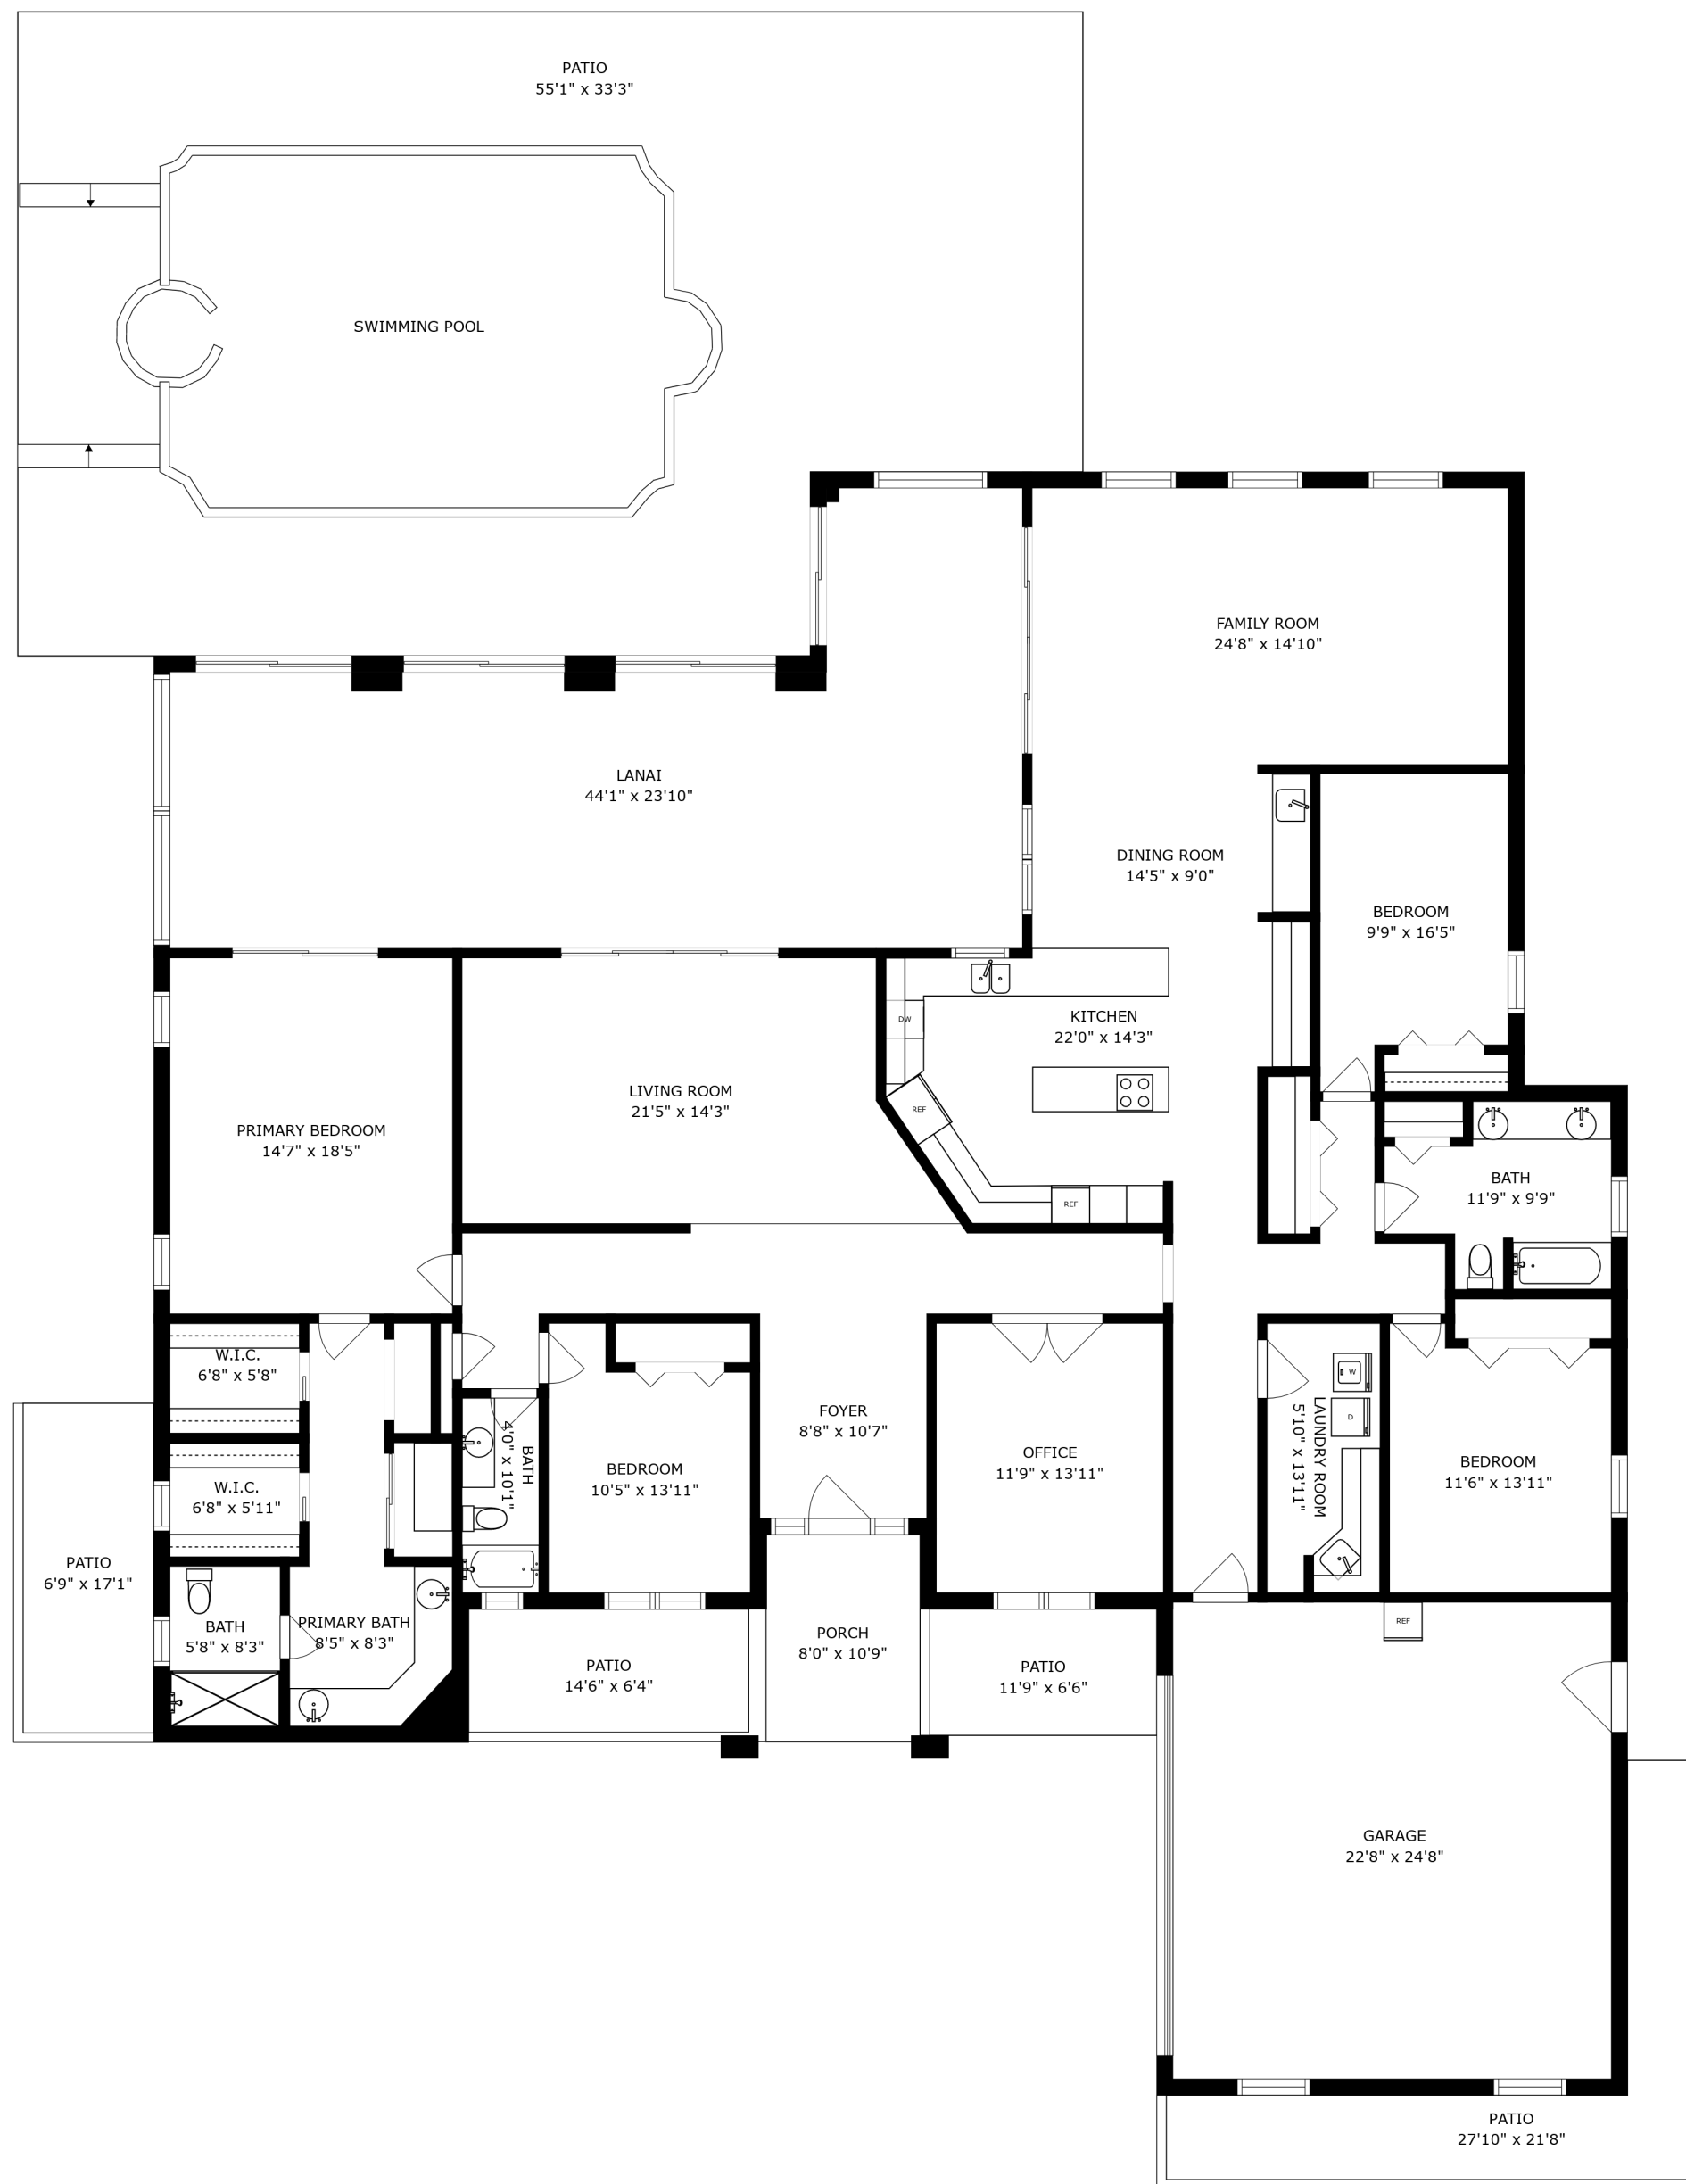 PATIO
55'1" x 33'3"
SWIMMING POOL
FAMILY ROOM
24'8" x 14'10"
LANAI
44'1" x 23'10"
DINING ROOM
14'5" x 9'0"
BEDROOM
9'9" x 16'5"
KITCHEN
22'0" x 14'3"
DW
LIVING ROOM
21'5" x 14'3"
REF
PRIMARY BEDROOM
14'7" x 18'5"
BATH
11'9" x 9'9"
REF
W.I.C.
6'8" x 5'8"
W
D
FOYER
8'8" x 10'7"
BATH
4'0" x 10'1"
LAUNDRY ROOM
5'10" x 13'11"
OFFICE
11'9" x 13'11"
BEDROOM
10'5" x 13'11"
BEDROOM
11'6" x 13'11"
W.I.C.
6'8" x 5'11"
PATIO
6'9" x 17'1"
BATH
5'8" x 8'3"
PRIMARY BATH
8'5" x 8'3"
REF
PORCH
8'0" x 10'9"
PATIO
14'6" x 6'4"
PATIO
11'9" x 6'6"
GARAGE
22'8" x 24'8"
PATIO
27'10" x 21'8"